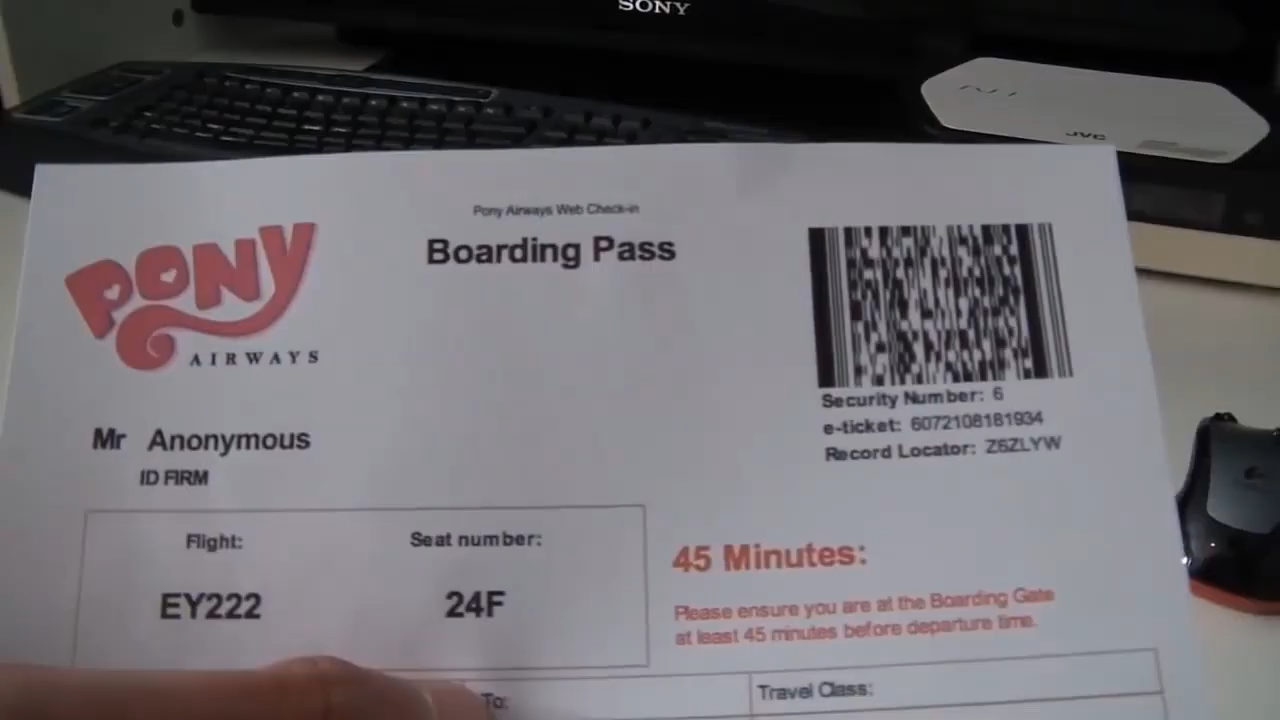 SONY
JVC
Pony Airways Web Check-in
Boarding Pass
PONY
AIRWAYS
Security Number: 6
e-ticket: 6072108181934
Record Locator: Z6ZLYW
Mr Anonymous
ID FIRM
Flight:
Seat number:
EY222
24F
45 Minutes:
Please ensure you are at the Boarding Gate
at least 45 minutes before departure time.
To:
Travel Class: